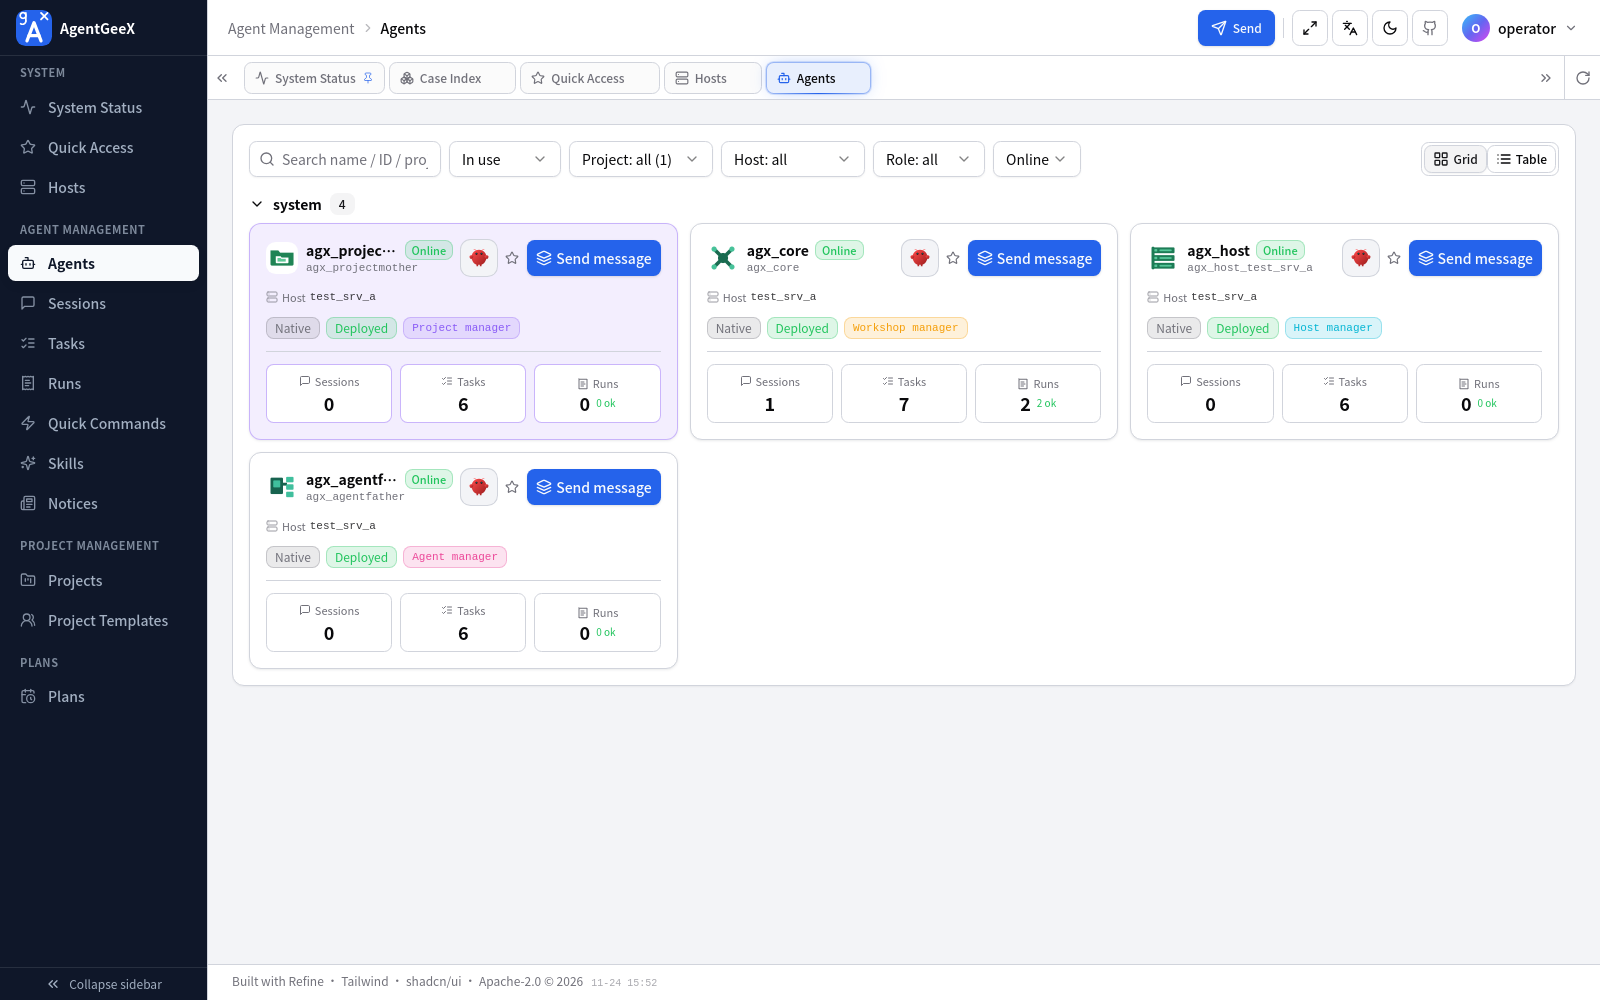 AgentGeeX
SYSTEM
System Status
Quick Access
Hosts
AGENT MANAGEMENT
Agents
Sessions
Tasks
Runs
Quick Commands
Skills
Notices
PROJECT MANAGEMENT
Projects
Project Templates
PLANS
Plans
Collapse sidebar
Agent Management > Agents
Send
O operator
System Status
Case Index
Quick Access
Hosts
Agents
Search name / ID / pro
In use
Project: all (1)
Host: all
Role: all
Online
Grid
Table
system 4
agx_projec··· Online Send message
agx_projectmother
Host test_srv_a
Native Deployed Project manager
Sessions Tasks Runs
0 6 0 0 ok
agx_core Online Send message
agx_core
Host test_srv_a
Native Deployed Workshop manager
Sessions Tasks Runs
1 7 2 2 ok
agx_host Online Send message
agx_host_test_srv_a
Host test_srv_a
Native Deployed Host manager
Sessions Tasks Runs
0 6 0 0 ok
agx_agentf··· Online Send message
agx_agentfather
Host test_srv_a
Native Deployed Agent manager
Sessions Tasks Runs
0 6 0 0 ok
Built with Refine · Tailwind · shadcn/ui · Apache-2.0 © 2026 11-24 15:52